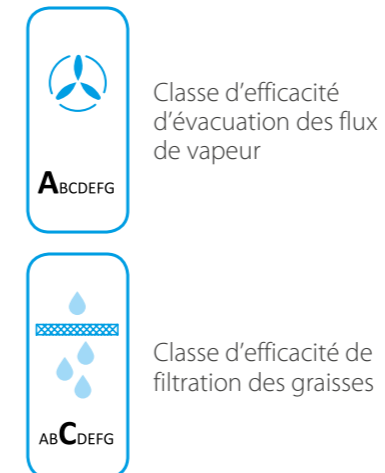 Classe d’efficacité
d’évacuation des flux
de vapeur
ABCDEFG
Classe d’efficacité de
filtration des graisses
ABCDEFG